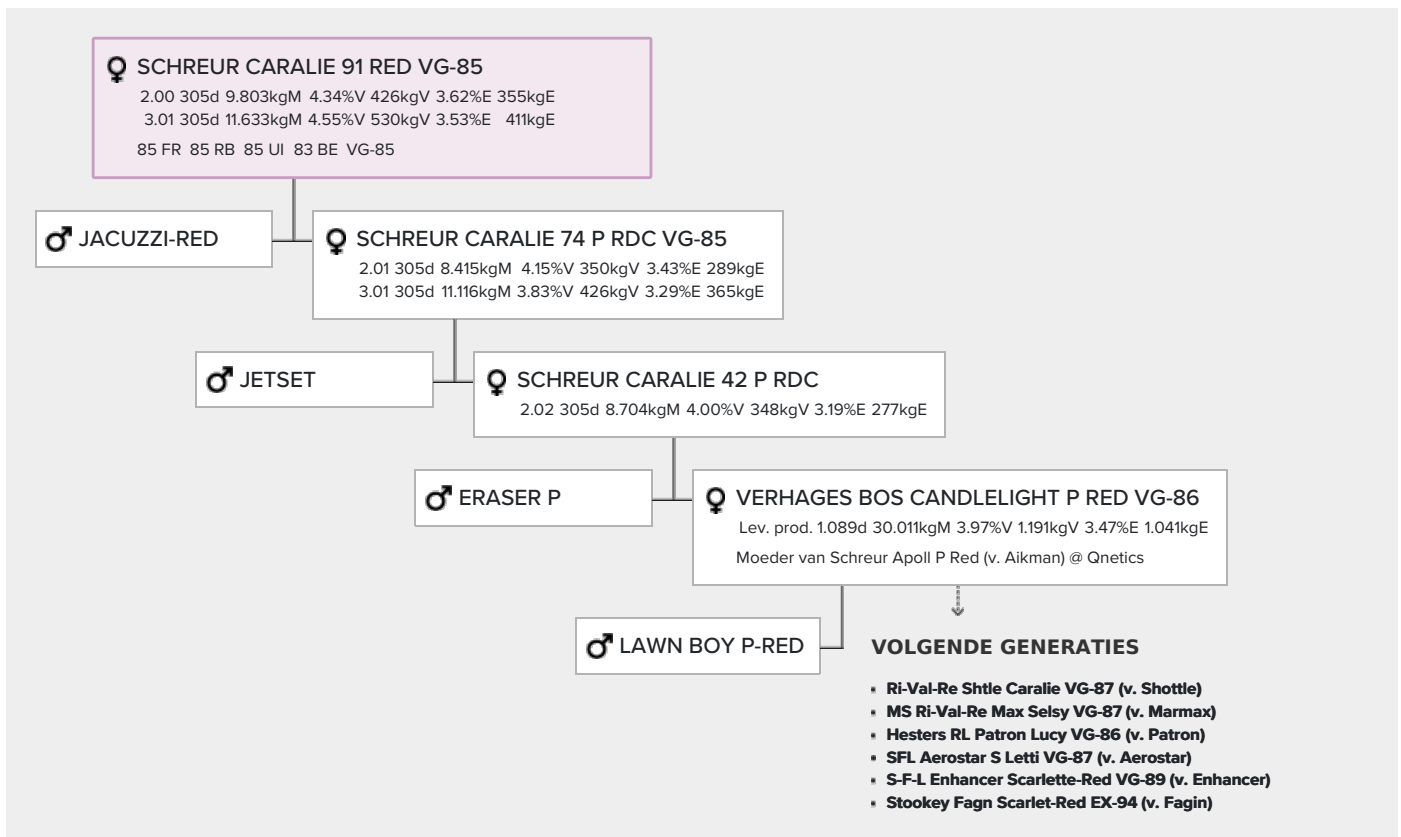 SCHREUR CARALIE 91 RED VG-85
2.00 305d 9.803kgM 4.34%V 426kgV 3.62%E 355kgE
3.01 305d 11.633kgM 4.55%V 530kgV 3.53%E 411kgE
85 FR 85 RB 85 UI 83 BE VG-85
JACUZZI-RED
SCHREUR CARALIE 74 P RDC VG-85
2.01 305d 8.415kgM 4.15%V 350kgV 3.43%E 289kgE
3.01 305d 11.116kgM 3.83%V 426kgV 3.29%E 365kgE
JETSET
SCHREUR CARALIE 42 P RDC
2.02 305d 8.704kgM 4.00%V 348kgV 3.19%E 277kgE
ERASER P
VERHAGES BOS CANDLELIGHT P RED VG-86
Lev. prod. 1.089d 30.011kgM 3.97%V 1.191kgV 3.47%E 1.041kgE
Moeder van Schreur Apoll P Red (v. Aikman) @ Qnetics
LAWN BOY P-RED
VOLGENDE GENERATIES
Ri-Val-Re Shtle Caralie VG-87 (v. Shottle)
MS Ri-Val-Re Max Selsy VG-87 (v. Marmax)
Hesters RL Patron Lucy VG-86 (v. Patron)
SFL Aerostar S Letti VG-87 (v. Aerostar)
S-F-L Enhancer Scarlette-Red VG-89 (v. Enhancer)
Stookey Fagn Scarlet-Red EX-94 (v. Fagin)